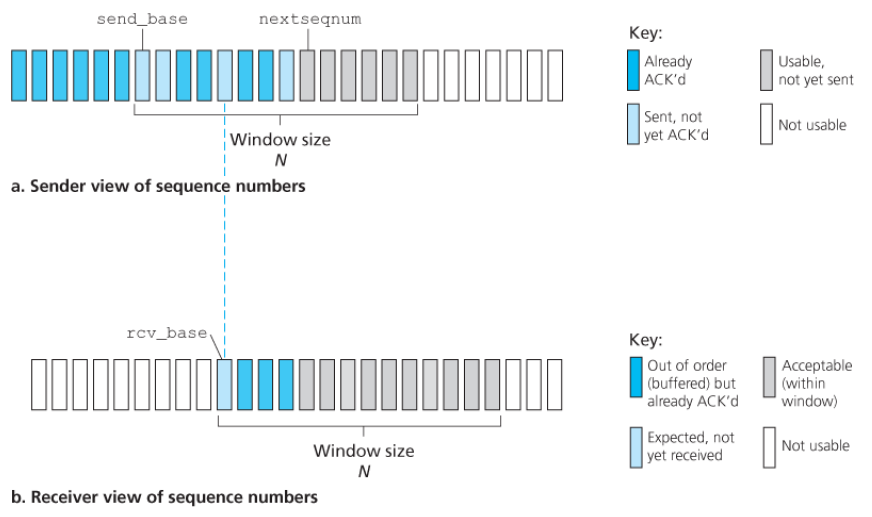 send_base
nextseqnum
Window size
N
Key:
Already
ACK'd
Usable,
not yet sent
Sent, not
yet ACK'd
Not usable
a. Sender view of sequence numbers
rcv_base
Window size
N
Key:
Out of order
(buffered) but
already ACK'd
Acceptable
(within
window)
Expected, not
yet received
Not usable
b. Receiver view of sequence numbers